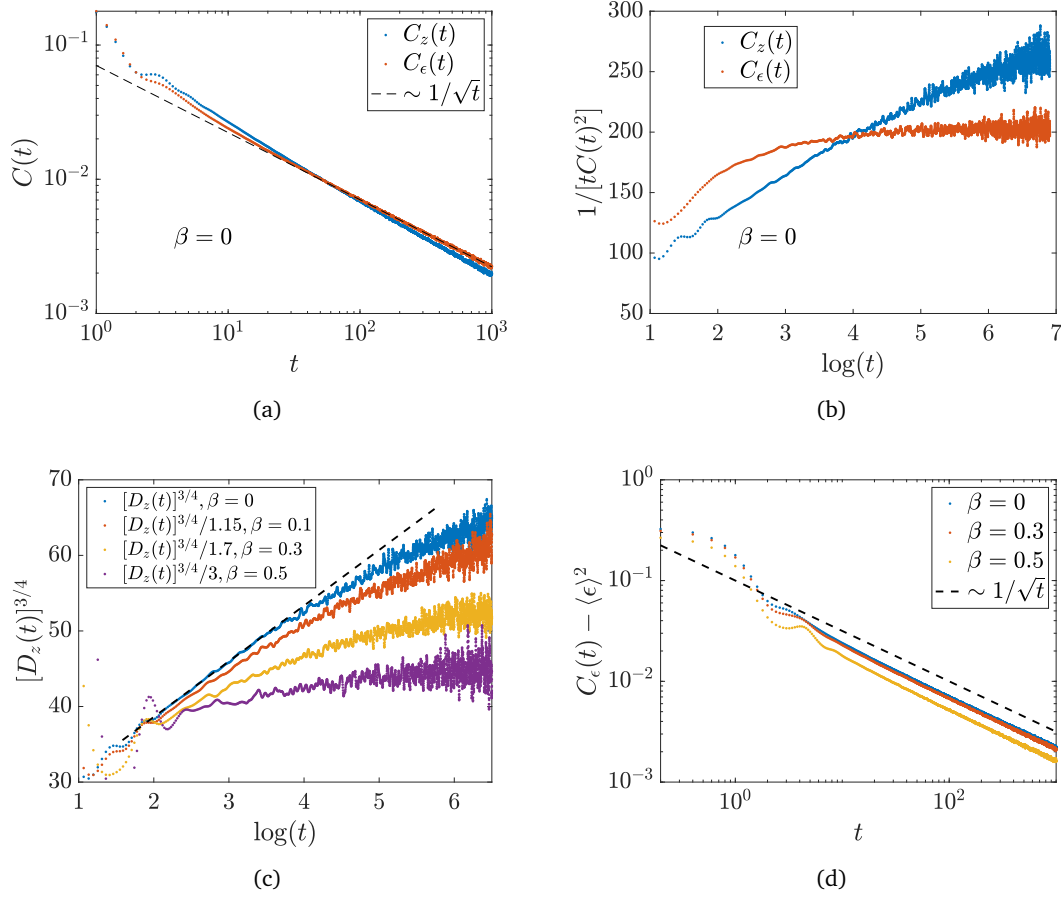 10^{-1}
10^{-2}
10^{-3}
C(t)
C_z(t)
C_ϵ(t)
∼ 1/√t
β = 0
10^0 10^1 10^2 10^3
t
(a)
300
250
200
150
100
50
1/[tC(t)^2]
C_z(t)
C_ϵ(t)
β = 0
1 2 3 4 5 6 7
log(t)
(b)
70
60
50
40
30
[D_z(t)]^{3/4}
[D_z(t)]^{3/4}, β = 0
[D_z(t)]^{3/4}/1.15, β = 0.1
[D_z(t)]^{3/4}/1.7, β = 0.3
[D_z(t)]^{3/4}/3, β = 0.5
1 2 3 4 5 6
log(t)
(c)
10^0
10^{-1}
10^{-2}
10^{-3}
C_ϵ(t) − ⟨ϵ⟩^2
β = 0
β = 0.3
β = 0.5
∼ 1/√t
10^0 10^2
t
(d)